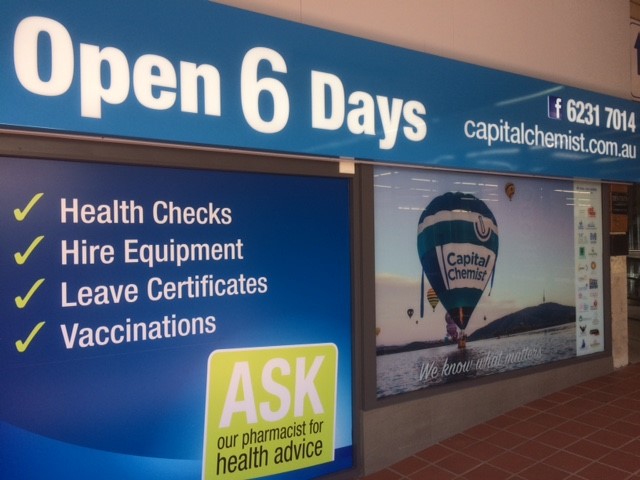 Open 6 Days
f 6231 7014
capitalchemist.com.au
Health Checks
Hire Equipment
Leave Certificates
Vaccinations
ASK
our pharmacist for
health advice
Capital
Chemist
We know what matters